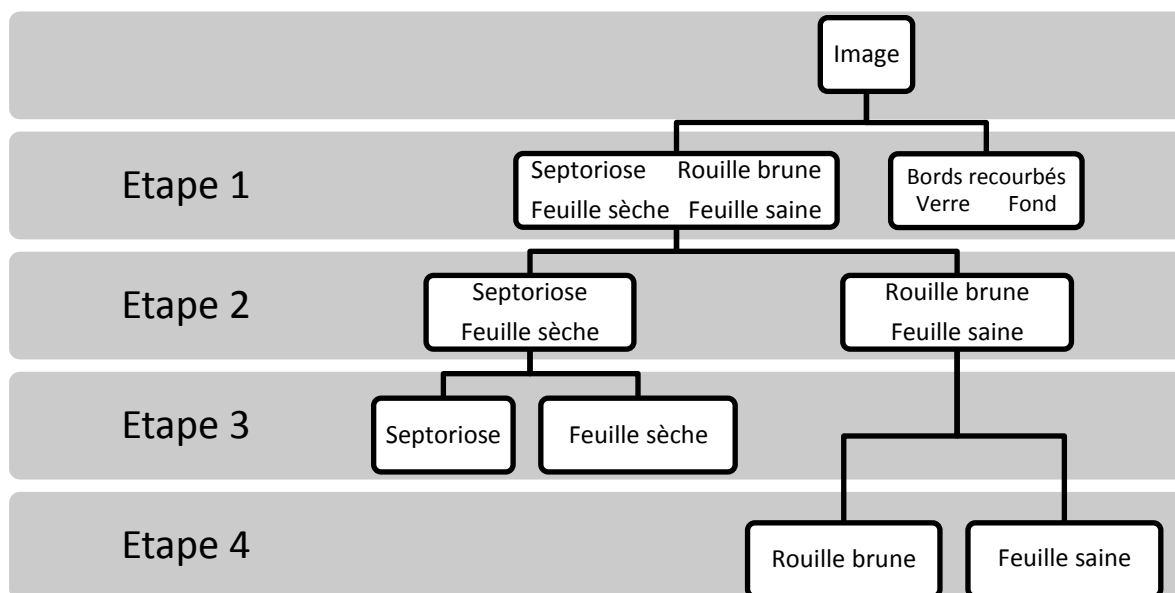 Image
Etape 1
Septoriose Rouille brune
Feuille sèche Feuille saine
Bords recourbés
Verre Fond
Etape 2
Septoriose
Feuille sèche
Rouille brune
Feuille saine
Etape 3
Septoriose
Feuille sèche
Etape 4
Rouille brune
Feuille saine